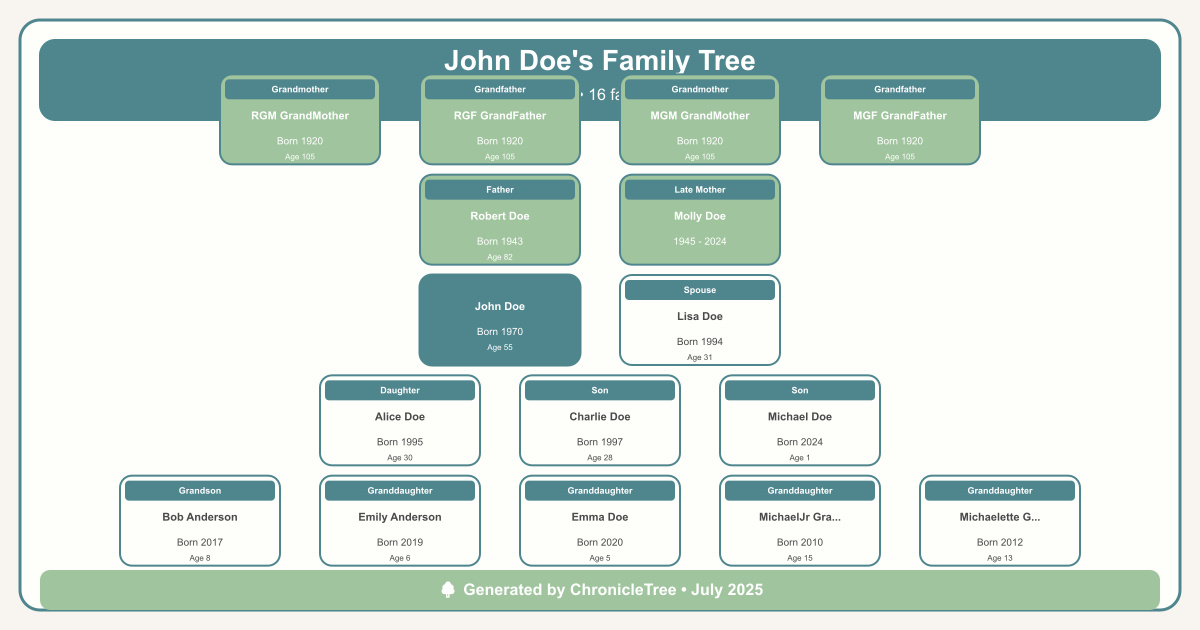 John Doe's Family Tree
• 16
Grandmother Grandfather Grandmother Grandfather
RGM GrandMother RGF GrandFather MGM GrandMother MGF GrandFather
Born 1920 Born 1920 Born 1920 Born 1920
Age 105 Age 105 Age 105 Age 105
Father Late Mother
Robert Doe Molly Doe
Born 1943 1945 - 2024
Age 82
Spouse
John Doe Lisa Doe
Born 1970 Born 1994
Age 55 Age 31
Daughter Son Son
Alice Doe Charlie Doe Michael Doe
Born 1995 Born 1997 Born 2024
Age 30 Age 28 Age 1
Grandson Granddaughter Granddaughter Granddaughter Granddaughter
Bob Anderson Emily Anderson Emma Doe MichaelJr Gra... Michaelette G...
Born 2017 Born 2019 Born 2020 Born 2010 Born 2012
Age 8 Age 6 Age 5 Age 15 Age 13
Generated by ChronicleTree • July 2025